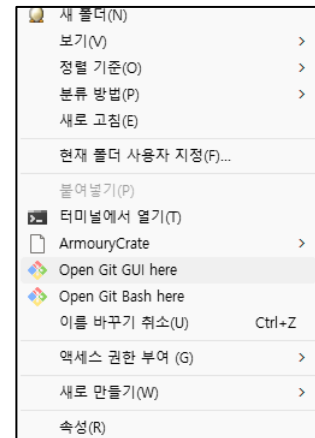 새 폴더(N)
보기(V)
정렬 기준(O)
분류 방법(P)
새로 고침(E)
현재 폴더 사용자 지정(F)...
붙여넣기(P)
터미널에서 열기(T)
ArmouryCrate
Open Git GUI here
Open Git Bash here
이름 바꾸기 취소(U) Ctrl+Z
액세스 권한 부여 (G)
새로 만들기(W)
속성(R)